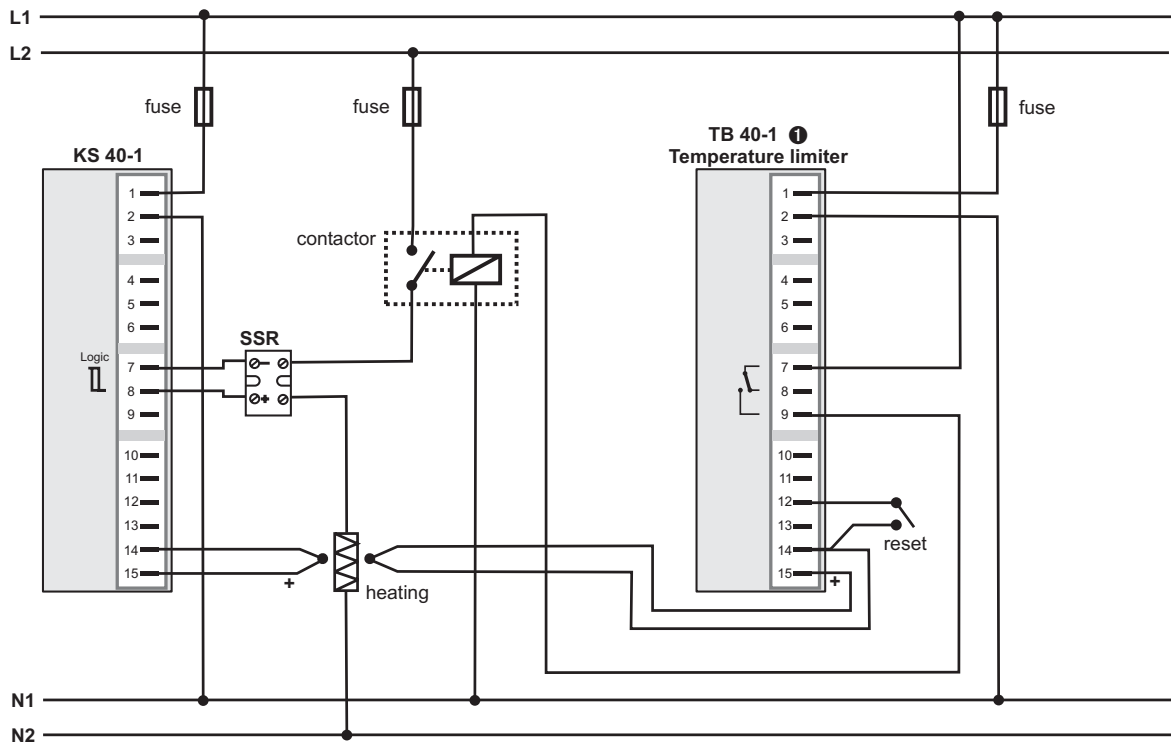 L1
L2
fuse
fuse
fuse
KS 40-1
TB 40-1 ❶
Temperature limiter
1
2
3
4
5
6
7
8
9
10
11
12
13
14
15
Logic
contactor
SSR
-
+
+
heating
1
2
3
4
5
6
7
8
9
10
11
12
13
14
15
+
reset
N1
N2